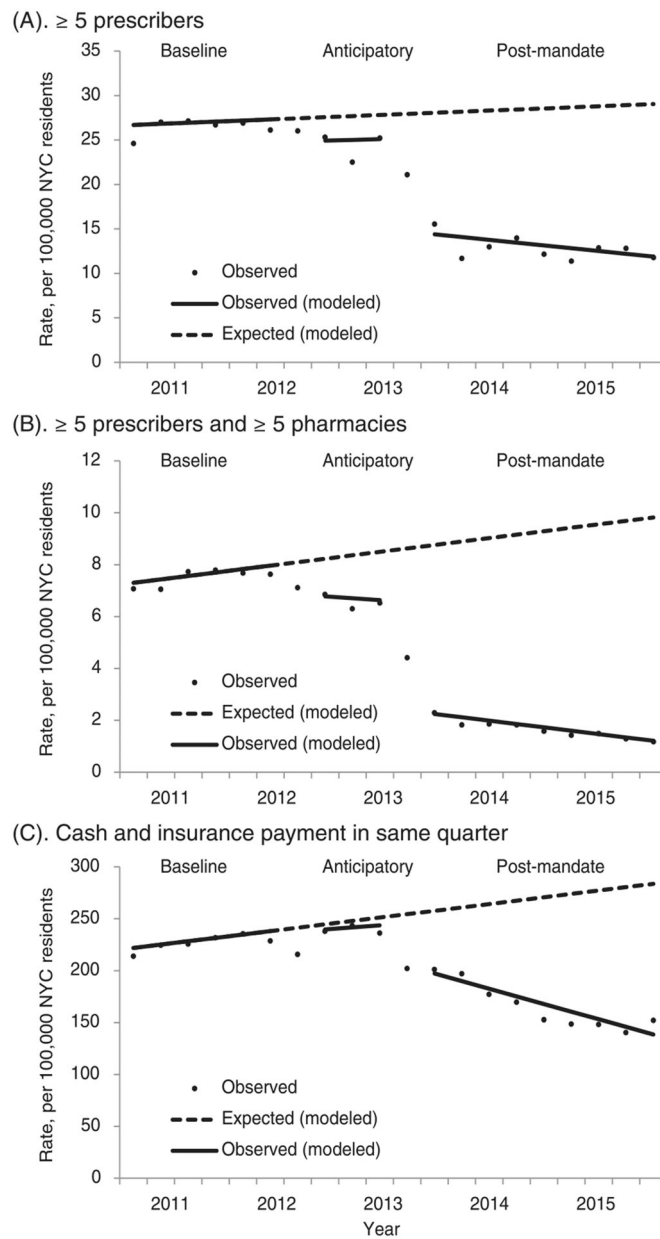 (A). ≥ 5 prescribers
35
Baseline Anticipatory Post-mandate
30
25
20
15
10
5
0
Rate, per 100,000 NYC residents
Observed
Observed (modeled)
Expected (modeled)
2011 2012 2013 2014 2015
(B). ≥ 5 prescribers and ≥ 5 pharmacies
12
Baseline Anticipatory Post-mandate
10
8
6
4
2
0
Rate, per 100,000 NYC residents
Observed
Expected (modeled)
Observed (modeled)
2011 2012 2013 2014 2015
(C). Cash and insurance payment in same quarter
300
Baseline Anticipatory Post-mandate
250
200
150
100
50
0
Rate, per 100,000 NYC residents
Observed
Expected (modeled)
Observed (modeled)
2011 2012 2013 2014 2015
Year